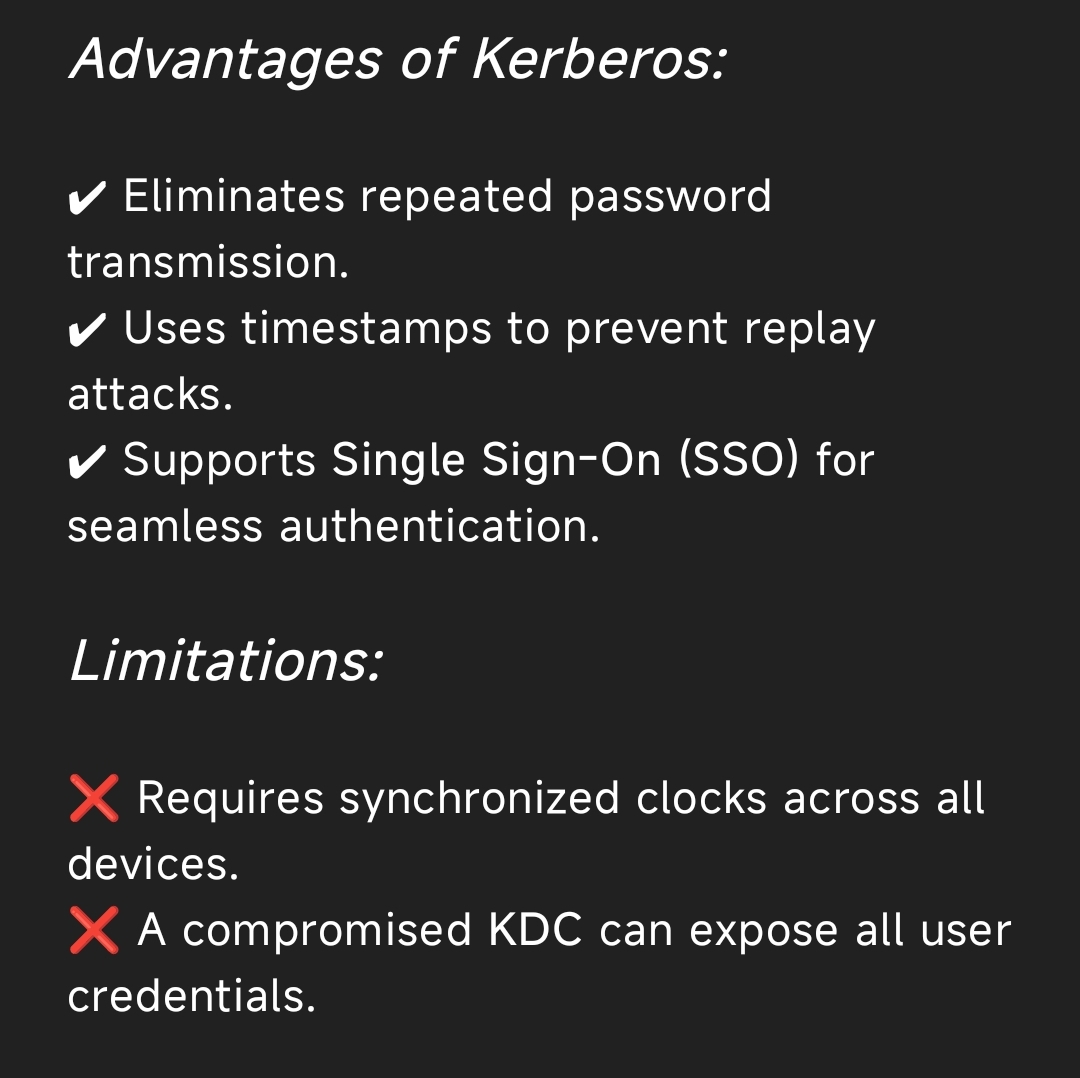 Advantages of Kerberos:
✔ Eliminates repeated password
transmission.
✔ Uses timestamps to prevent replay
attacks.
✔ Supports Single Sign-On (SSO) for
seamless authentication.
Limitations:
❌ Requires synchronized clocks across all
devices.
❌ A compromised KDC can expose all user
credentials.